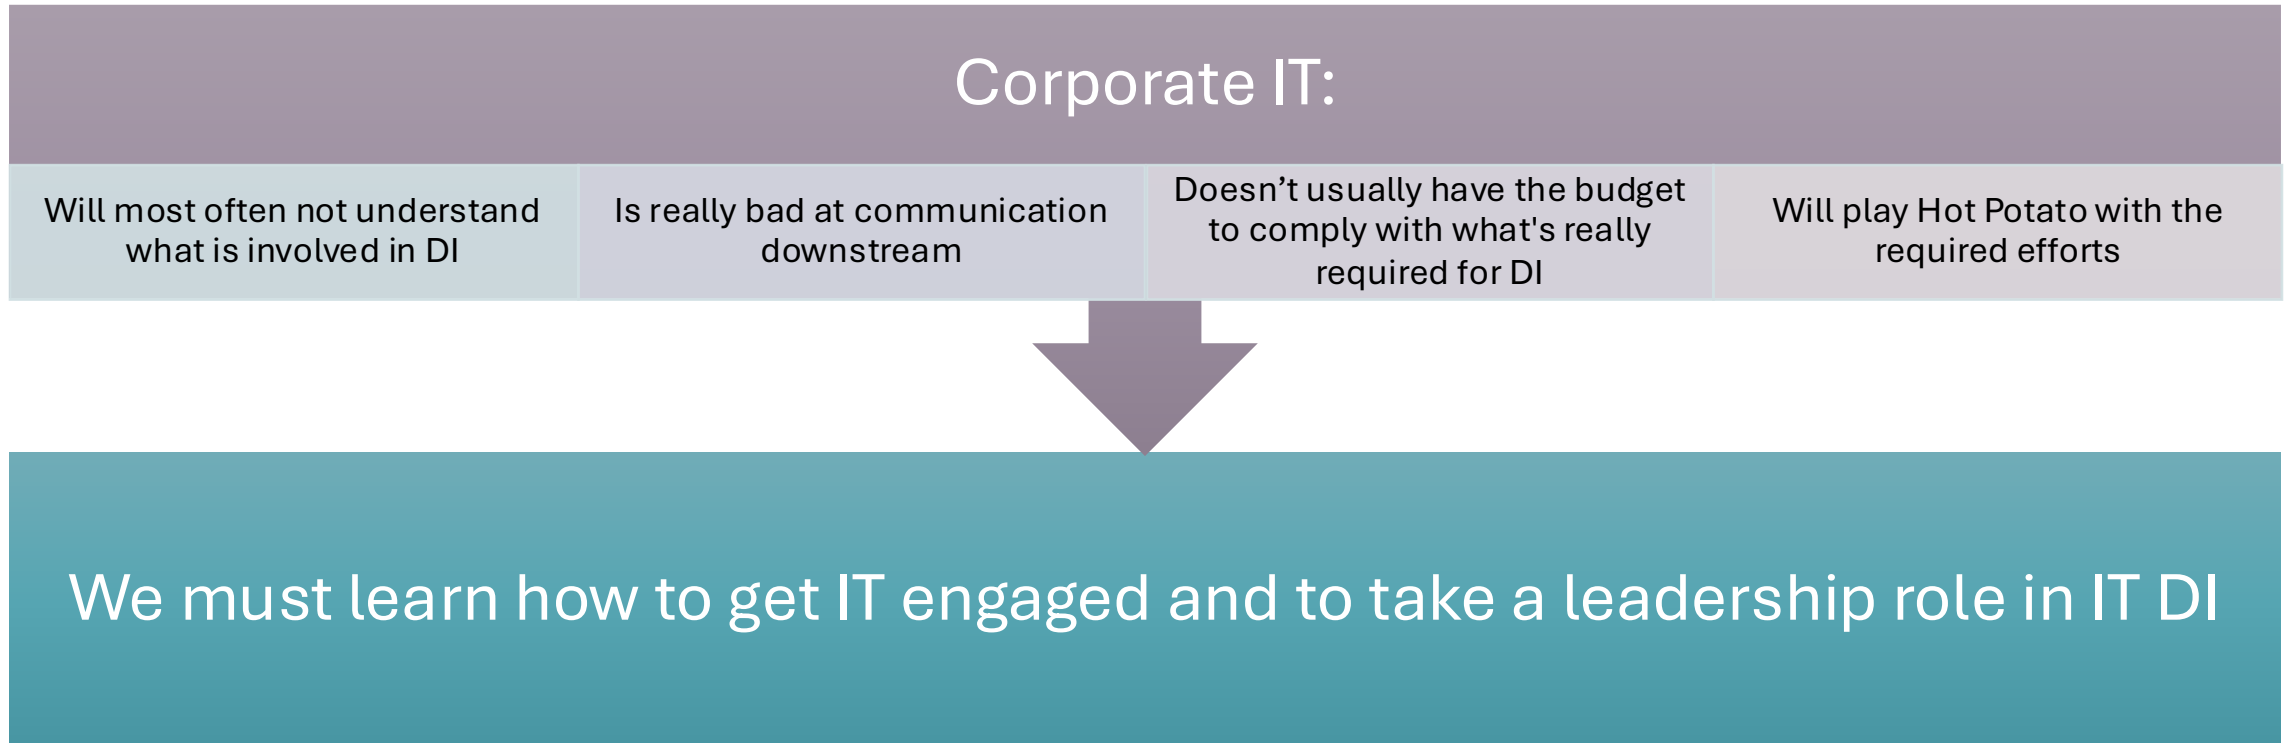 Corporate IT:
Will most often not understand
what is involved in DI
Is really bad at communication
downstream
Doesn’t usually have the budget
to comply with what's really
required for DI
Will play Hot Potato with the
required efforts
We must learn how to get IT engaged and to take a leadership role in IT DI